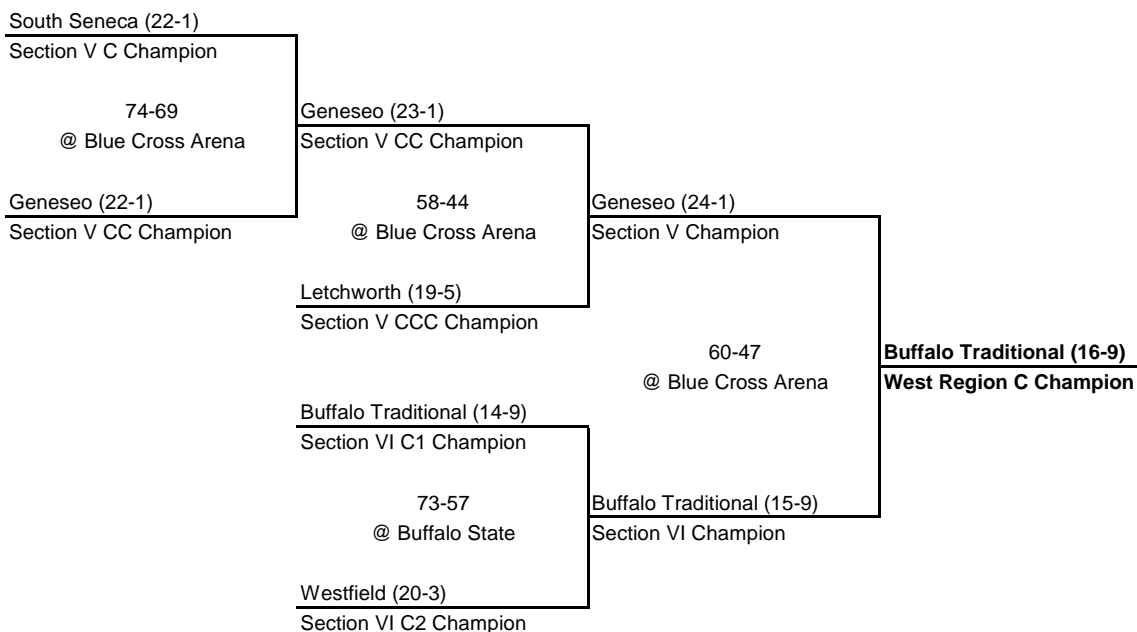 South Seneca (22-1)
Section V C Champion
74-69
@ Blue Cross Arena
Geneseo (23-1)
Section V CC Champion
Geneseo (22-1)
Section V CC Champion
58-44
@ Blue Cross Arena
Geneseo (24-1)
Section V Champion
Letchworth (19-5)
Section V CCC Champion
60-47
@ Blue Cross Arena
Buffalo Traditional (16-9)
West Region C Champion
Buffalo Traditional (14-9)
Section VI C1 Champion
73-57
@ Buffalo State
Buffalo Traditional (15-9)
Section VI Champion
Westfield (20-3)
Section VI C2 Champion